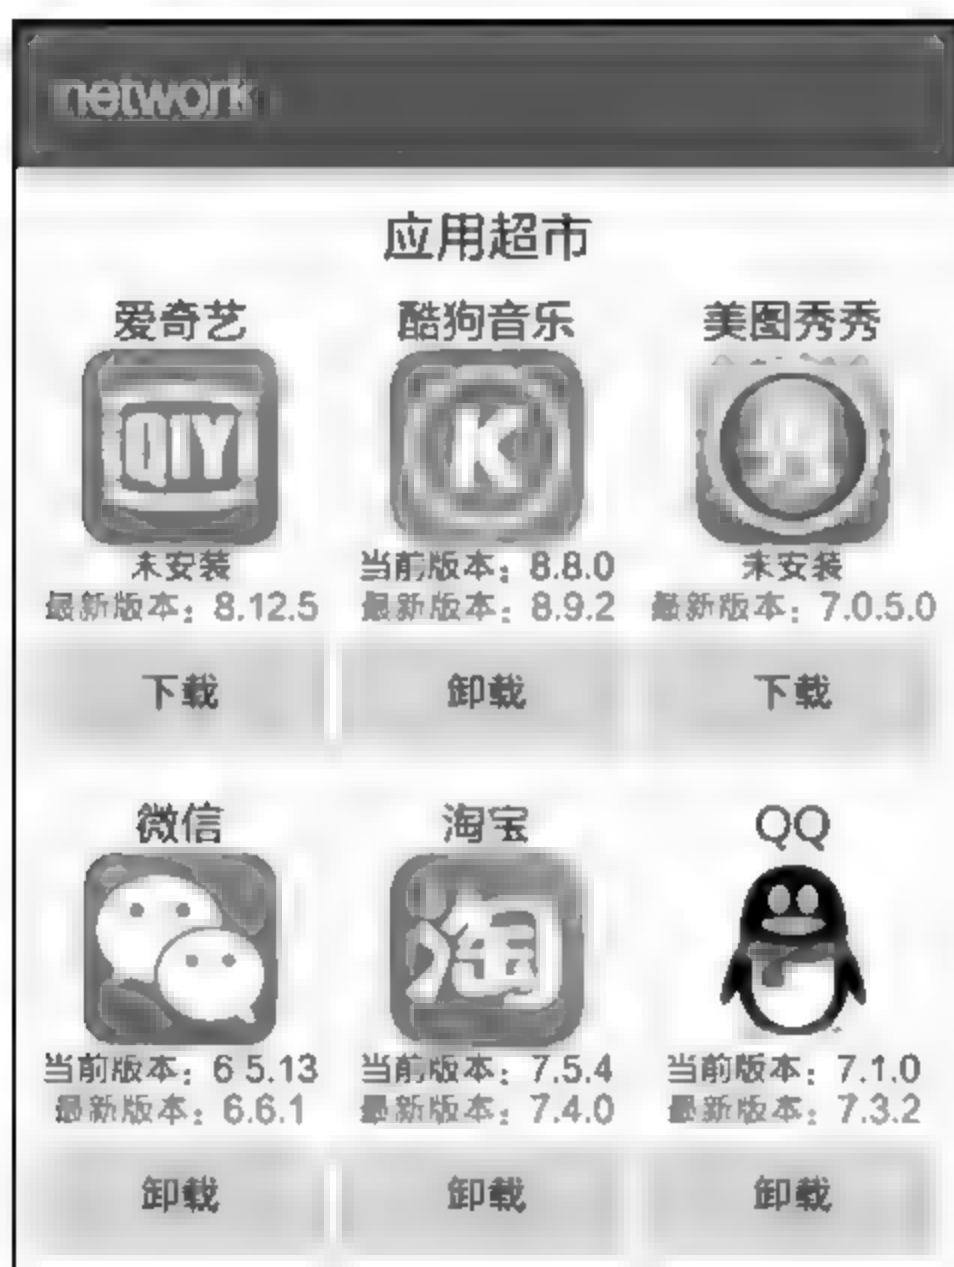 network
应用超市
爱奇艺 酷狗音乐 美图秀秀
QIY K
未安装 当前版本：8.8.0 未安装
最新版本：8.12.5 最新版本：8.9.2 最新版本：7.0.5.0
下载 卸载 下载
微信 淘宝 QQ
淘
当前版本：6.5.13 当前版本：7.5.4 当前版本：7.1.0
最新版本：6.6.1 最新版本：7.4.0 最新版本：7.3.2
卸载 卸载 卸载